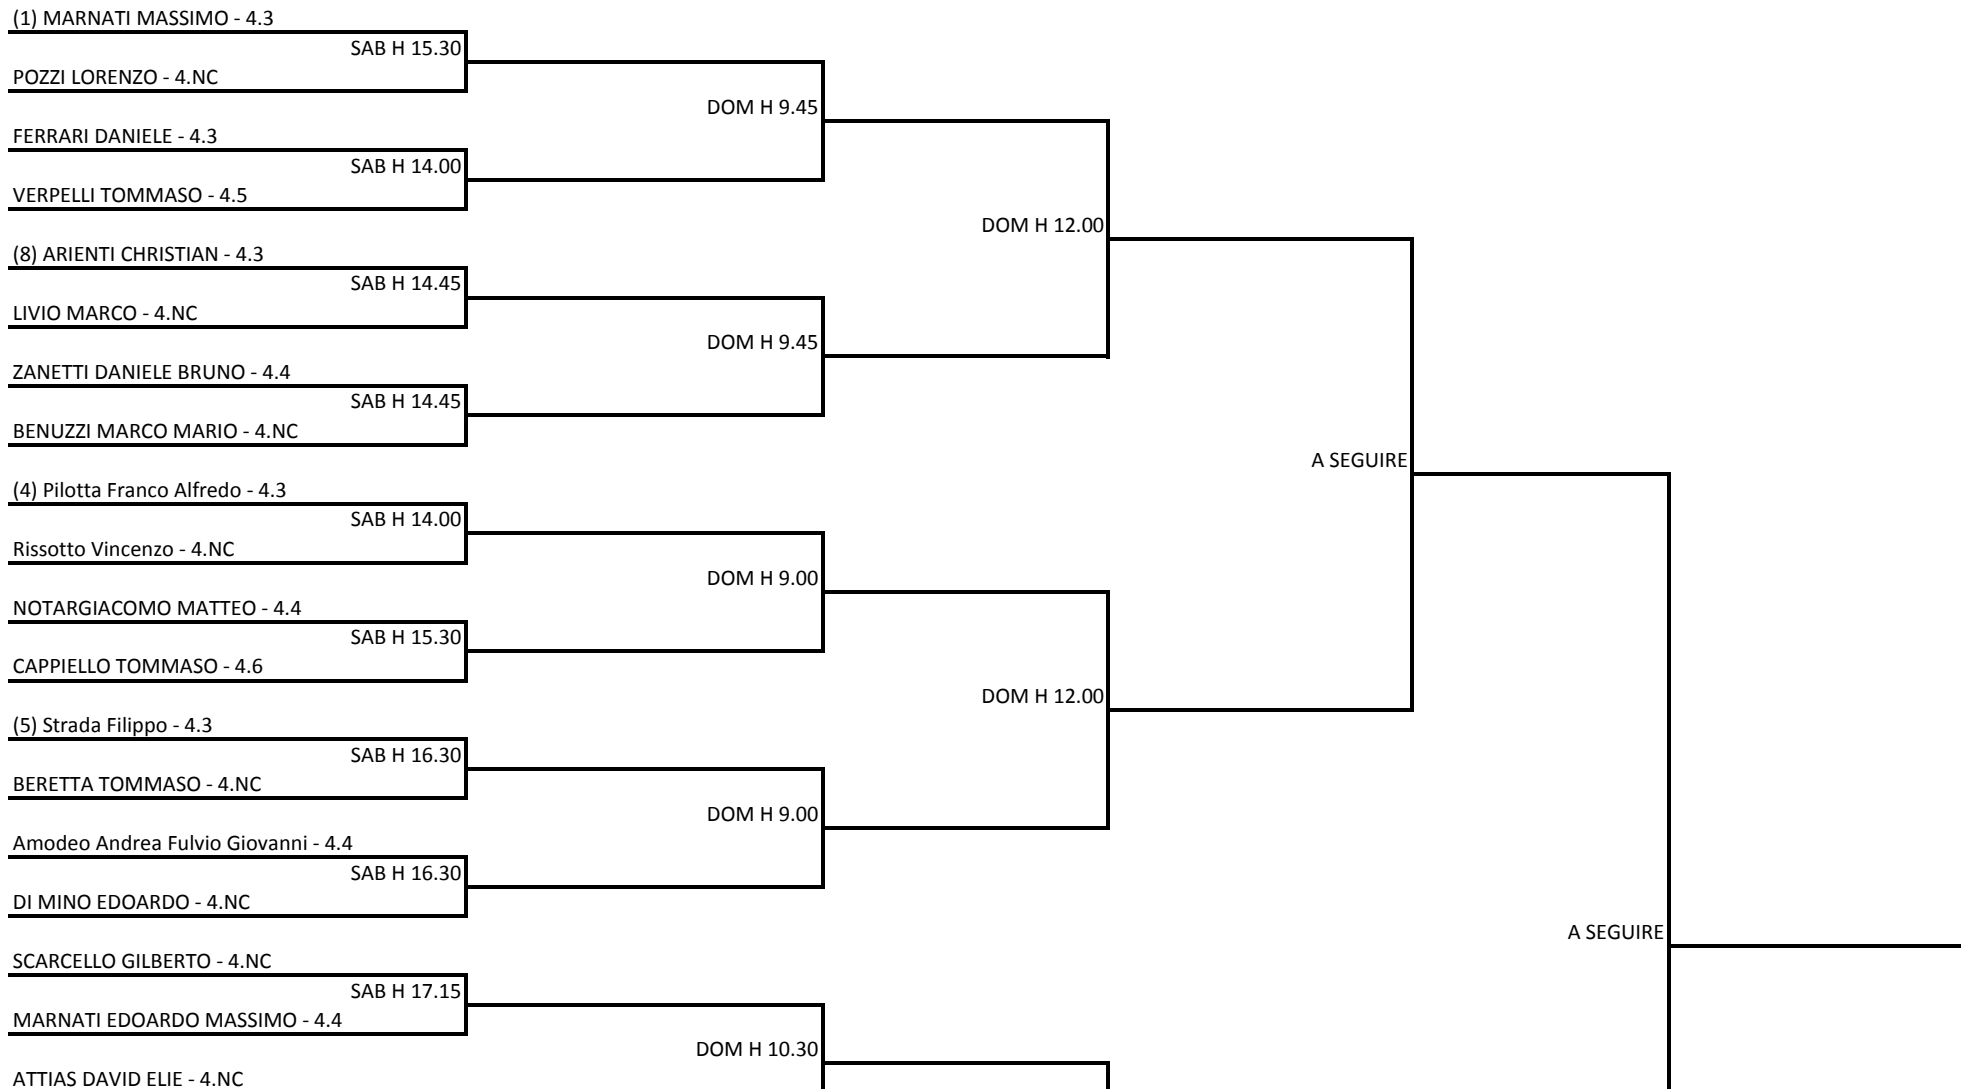 (1) MARNATI MASSIMO - 4.3
SAB H 15.30
POZZI LORENZO - 4.NC
DOM H 9.45
FERRARI DANIELE - 4.3
SAB H 14.00
VERPELLI TOMMASO - 4.5
DOM H 12.00
(8) ARIENTI CHRISTIAN - 4.3
SAB H 14.45
LIVIO MARCO - 4.NC
DOM H 9.45
ZANETTI DANIELE BRUNO - 4.4
SAB H 14.45
BENUZZI MARCO MARIO - 4.NC
A SEGUIRE
(4) Pilotta Franco Alfredo - 4.3
SAB H 14.00
Rissotto Vincenzo - 4.NC
DOM H 9.00
NOTARGIACOMO MATTEO - 4.4
SAB H 15.30
CAPPIELLO TOMMASO - 4.6
DOM H 12.00
(5) Strada Filippo - 4.3
SAB H 16.30
BERETTA TOMMASO - 4.NC
DOM H 9.00
Amodeo Andrea Fulvio Giovanni - 4.4
SAB H 16.30
DI MINO EDOARDO - 4.NC
A SEGUIRE
SCARCELLO GILBERTO - 4.NC
SAB H 17.15
MARNATI EDOARDO MASSIMO - 4.4
DOM H 10.30
ATTIAS DAVID ELIE - 4.NC